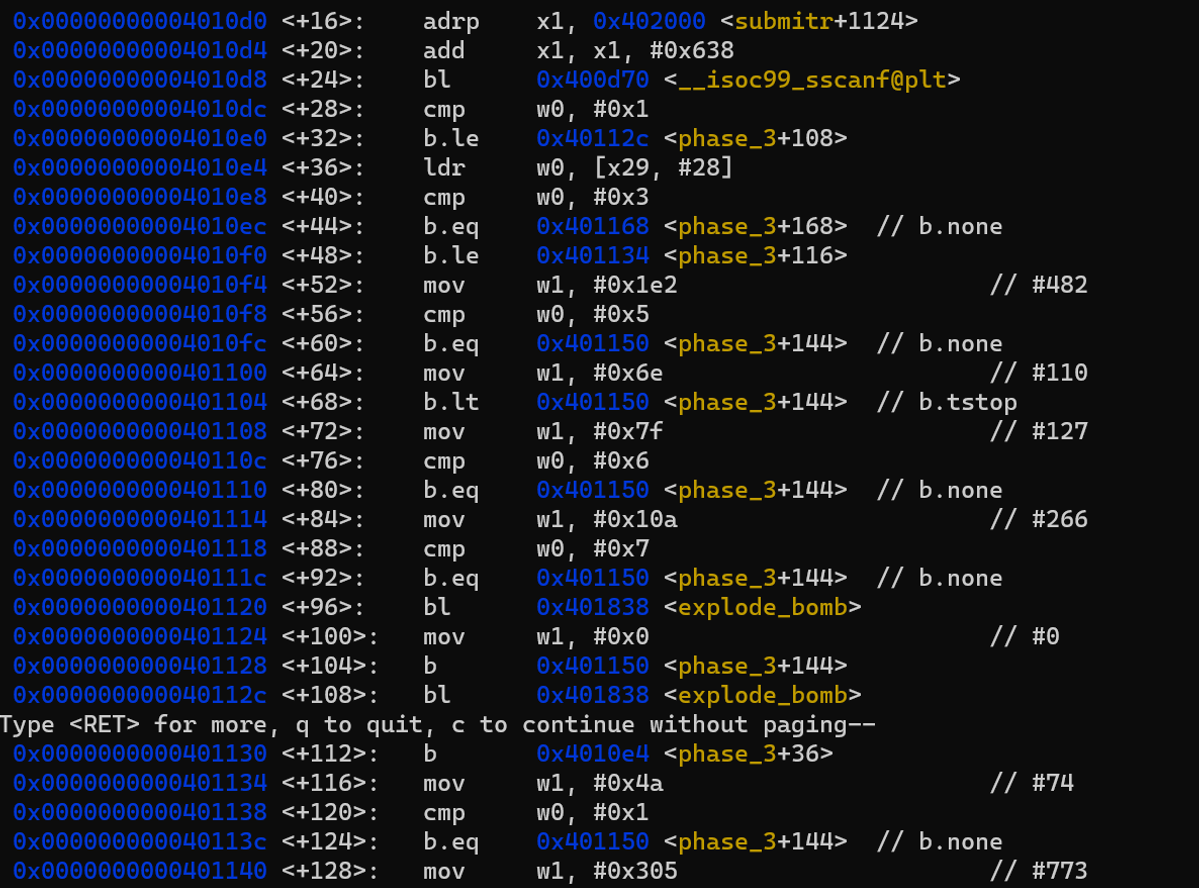 0x00000000004010d0 <+16>: adrp x1, 0x402000 <submitr+1124>
0x00000000004010d4 <+20>: add x1, x1, #0x638
0x00000000004010d8 <+24>: bl 0x400d70 <__isoc99_sscanf@plt>
0x00000000004010dc <+28>: cmp w0, #0x1
0x00000000004010e0 <+32>: b.le 0x40112c <phase_3+108>
0x00000000004010e4 <+36>: ldr w0, [x29, #28]
0x00000000004010e8 <+40>: cmp w0, #0x3
0x00000000004010ec <+44>: b.eq 0x401168 <phase_3+168> // b.none
0x00000000004010f0 <+48>: b.le 0x401134 <phase_3+116>
0x00000000004010f4 <+52>: mov w1, #0x1e2 // #482
0x00000000004010f8 <+56>: cmp w0, #0x5
0x00000000004010fc <+60>: b.eq 0x401150 <phase_3+144> // b.none
0x0000000000401100 <+64>: mov w1, #0x6e // #110
0x0000000000401104 <+68>: b.lt 0x401150 <phase_3+144> // b.tstop
0x0000000000401108 <+72>: mov w1, #0x7f // #127
0x000000000040110c <+76>: cmp w0, #0x6
0x0000000000401110 <+80>: b.eq 0x401150 <phase_3+144> // b.none
0x0000000000401114 <+84>: mov w1, #0x10a // #266
0x0000000000401118 <+88>: cmp w0, #0x7
0x000000000040111c <+92>: b.eq 0x401150 <phase_3+144> // b.none
0x0000000000401120 <+96>: bl 0x401838 <explode_bomb>
0x0000000000401124 <+100>: mov w1, #0x0 // #0
0x0000000000401128 <+104>: b 0x401150 <phase_3+144>
0x000000000040112c <+108>: bl 0x401838 <explode_bomb>
Type <RET> for more, q to quit, c to continue without paging--
0x0000000000401130 <+112>: b 0x4010e4 <phase_3+36>
0x0000000000401134 <+116>: mov w1, #0x4a // #74
0x0000000000401138 <+120>: cmp w0, #0x1
0x000000000040113c <+124>: b.eq 0x401150 <phase_3+144> // b.none
0x0000000000401140 <+128>: mov w1, #0x305 // #773